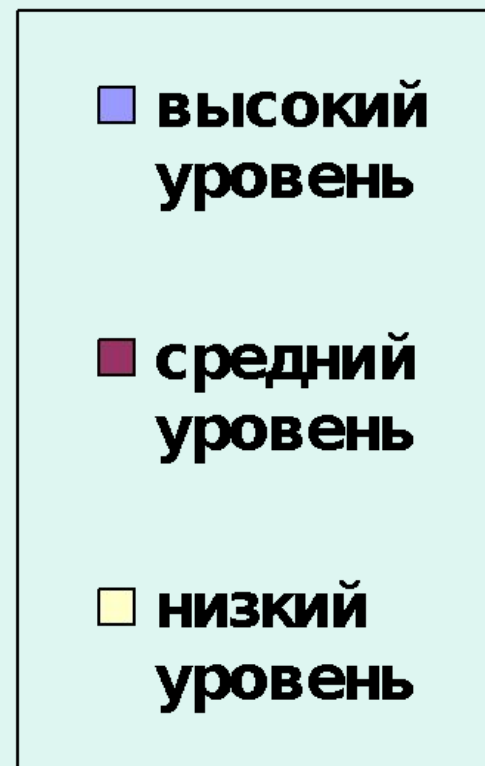 высокий
уровень
средний
уровень
низкий
уровень